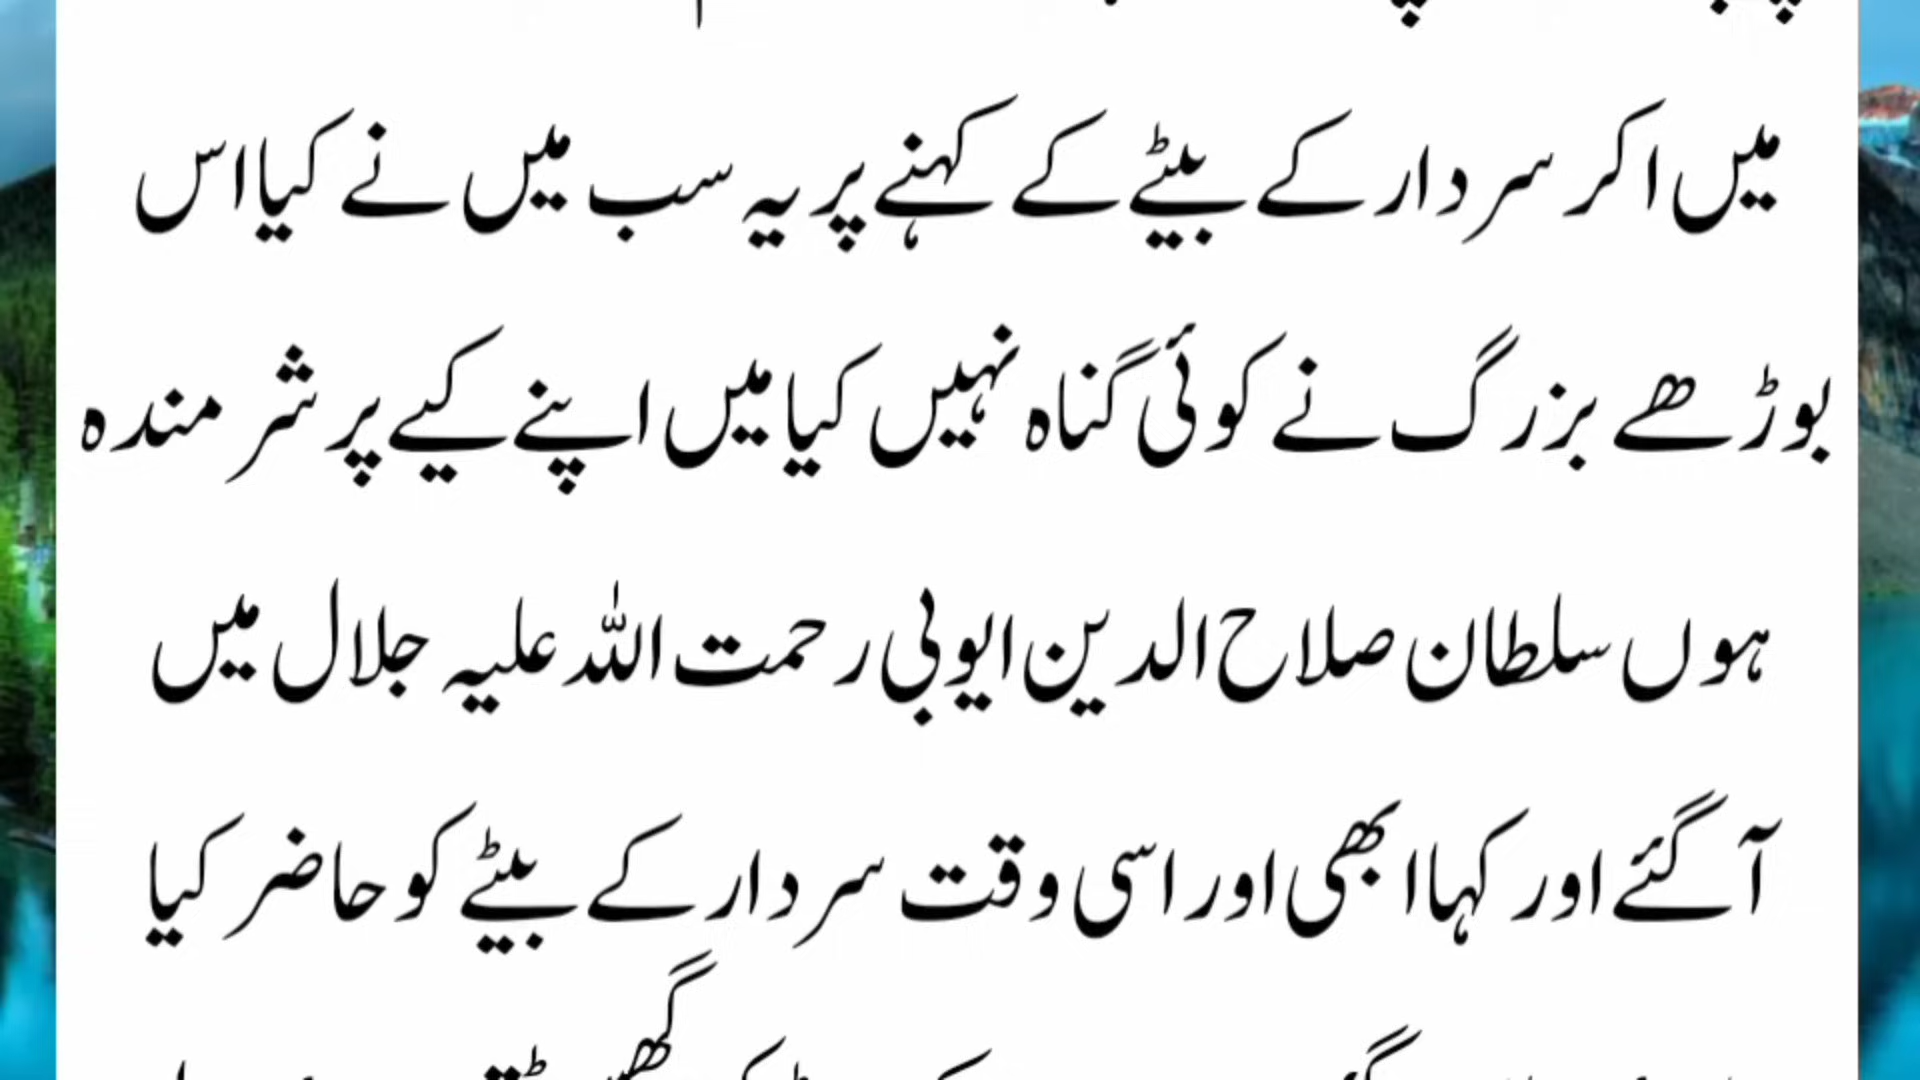 میں اکر سردار کے بیٹے کے کہنے پر یہ سب میں نے کیا اس
بوڑھے بزرگ نے کوئی گناہ نہیں کیا میں اپنے کیے پر شرمندہ
ہوں سلطان صلاح الدین ایوبی رحمت اللہ علیہ جلال میں
آگئے اور کہا ابھی اور اسی وقت سردار کے بیٹے کو حاضر کیا